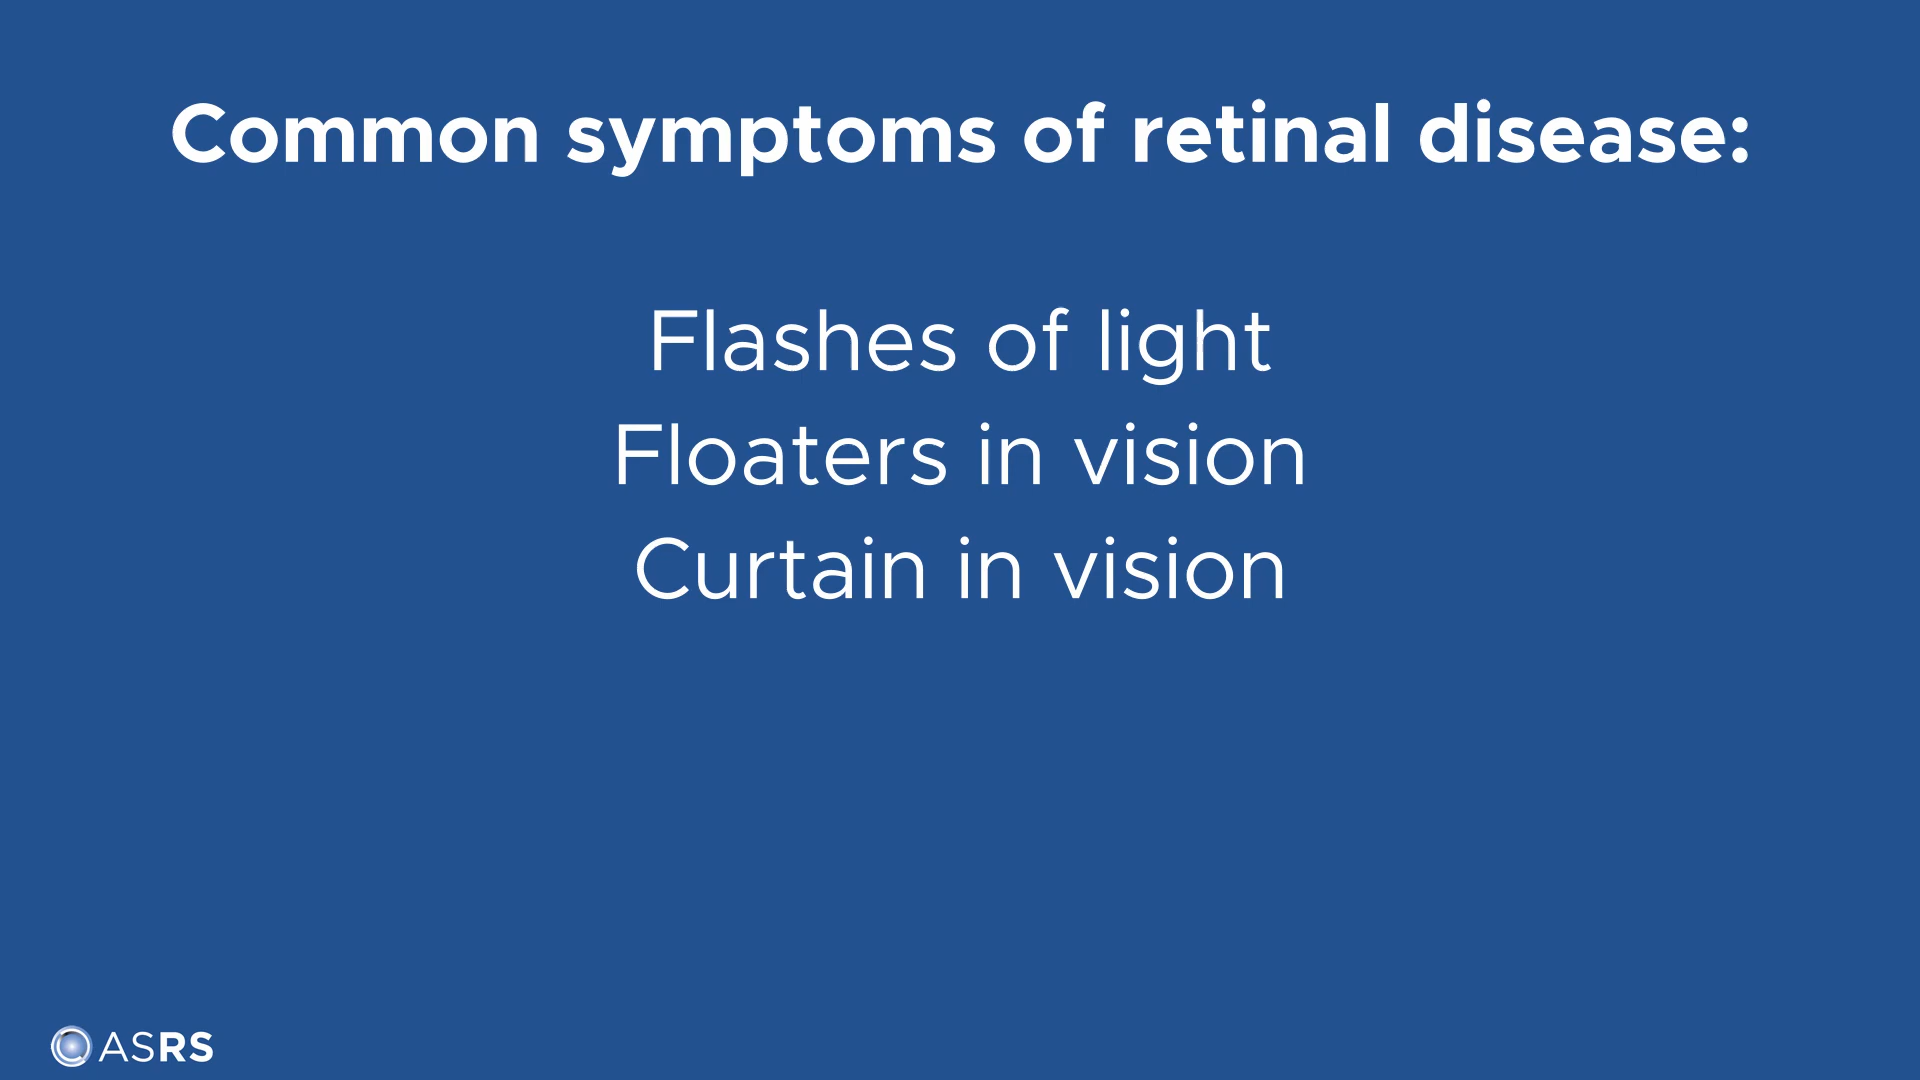 Common symptoms of retinal disease:
Flashes of light
Floaters in vision
Curtain in vision
ASRS